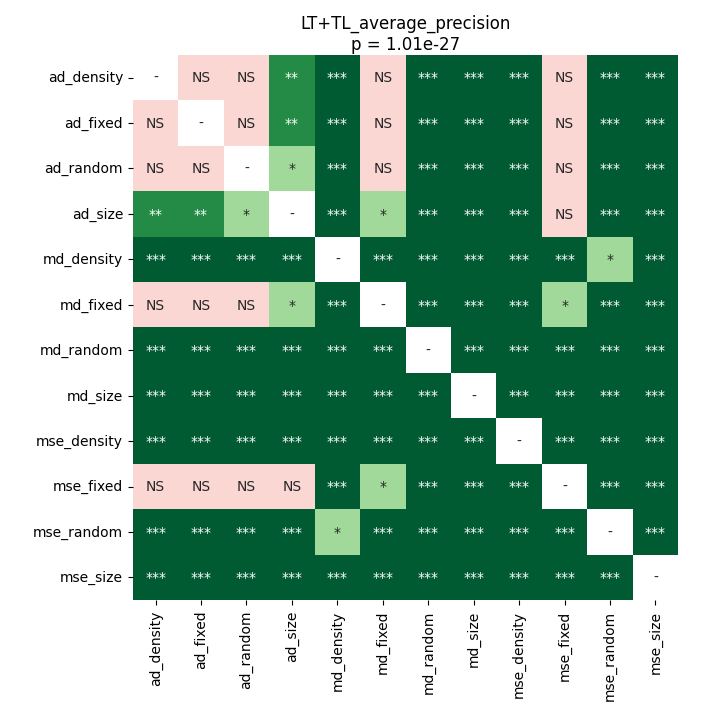 LT+TL_average_precision
p = 1.01e-27
ad_density - NS NS ** *** NS *** *** *** NS *** ***
ad_fixed NS - NS ** *** NS *** *** *** NS *** ***
ad_random NS NS - * *** NS *** *** *** NS *** ***
ad_size ** ** * - *** * *** *** *** NS *** ***
md_density *** *** *** *** - *** *** *** *** *** * ***
md_fixed NS NS NS * *** - *** *** *** * *** ***
md_random *** *** *** *** *** *** - *** *** *** *** ***
md_size *** *** *** *** *** *** *** - *** *** *** ***
mse_density *** *** *** *** *** *** *** *** - *** *** ***
mse_fixed NS NS NS NS *** * *** *** *** - *** ***
mse_random *** *** *** *** * *** *** *** *** *** - ***
mse_size *** *** *** *** *** *** *** *** *** *** *** -
ad_density ad_fixed ad_random ad_size md_density md_fixed md_random md_size mse_density mse_fixed mse_random mse_size